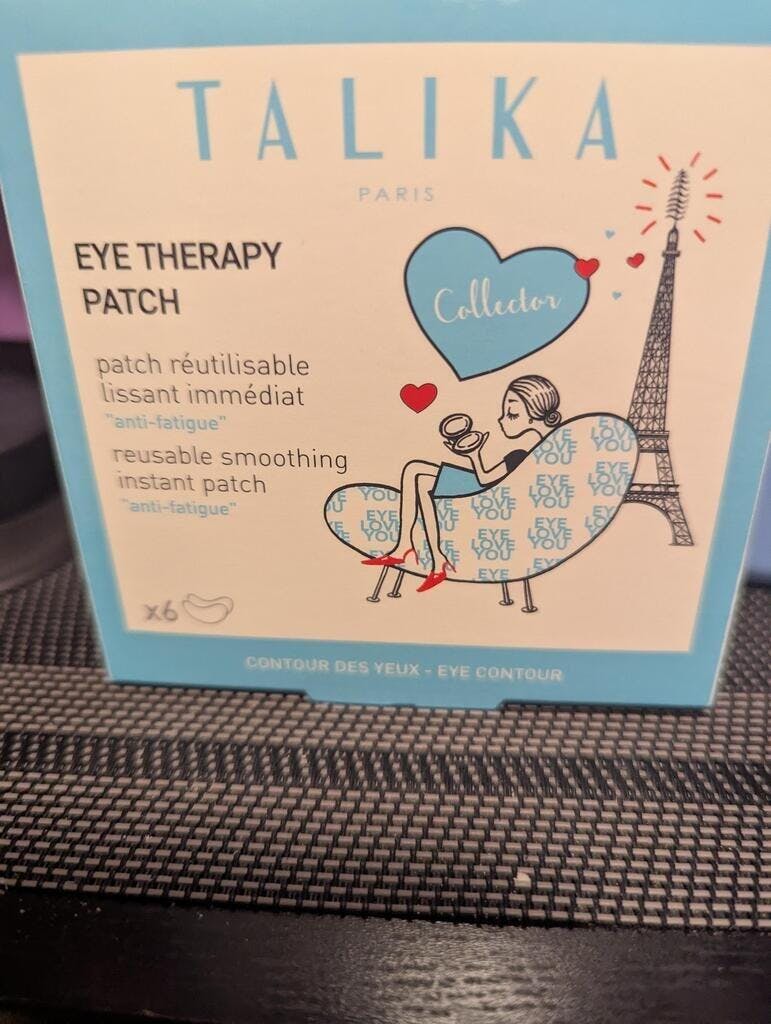 TALIKA
PARIS
EYE THERAPY
PATCH
Collector
patch réutilisable
lissant immédiat
"anti-fatigue"
reusable smoothing
instant patch
"anti-fatigue"
EYE
LOVE
YOU
x6
CONTOUR DES YEUX - EYE CONTOUR